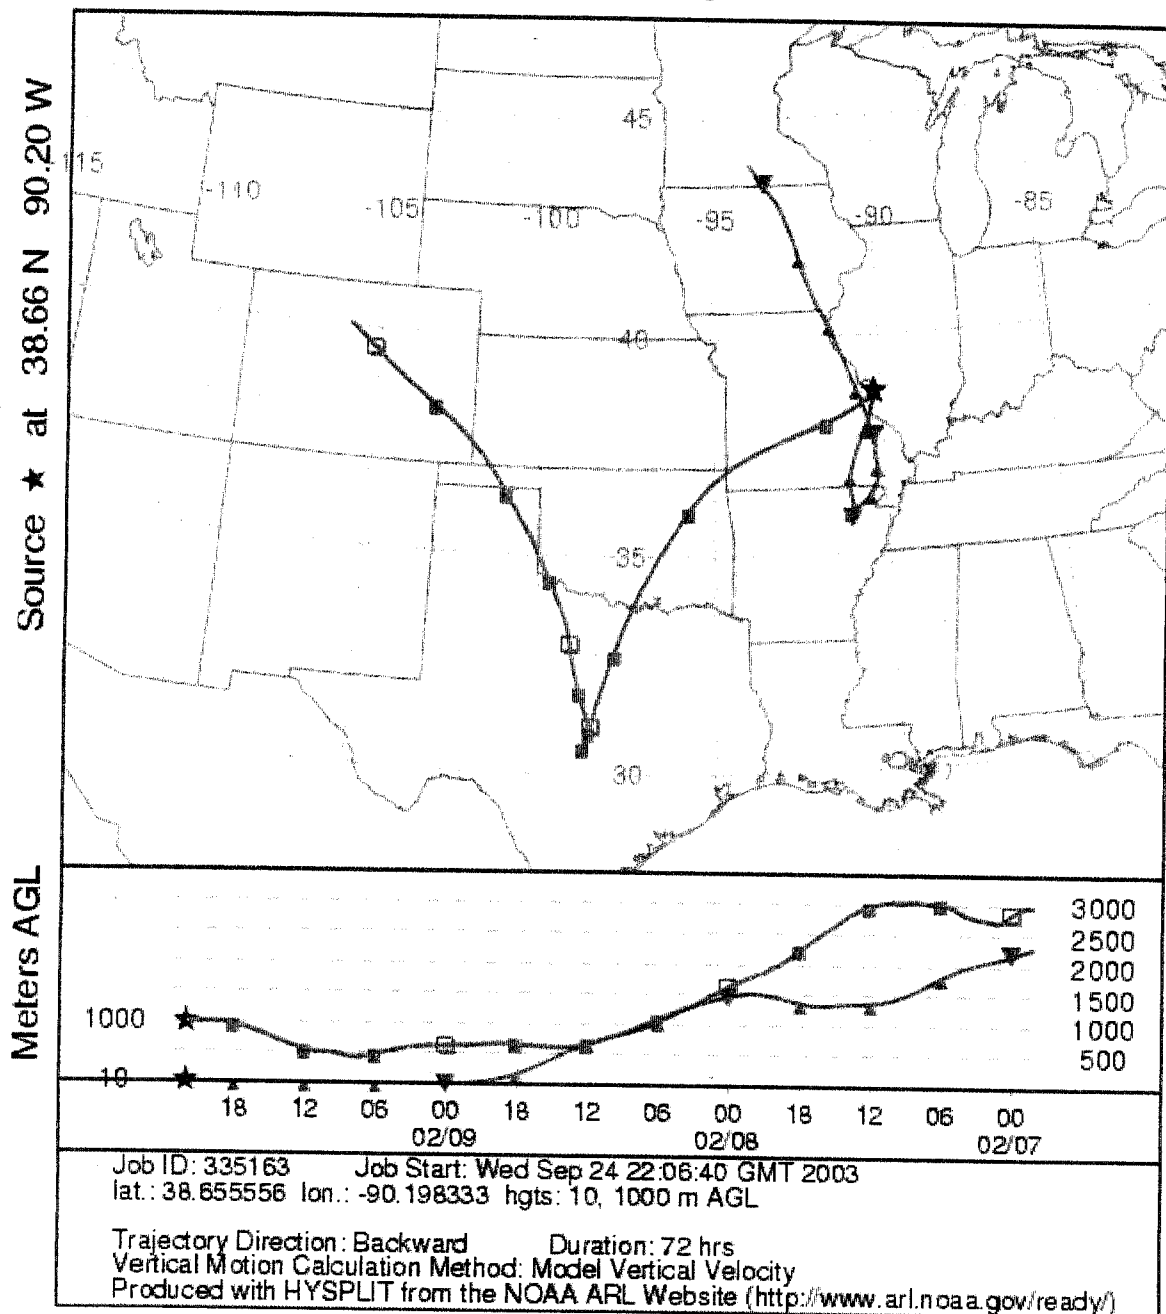 Source ★ at 38.66 N 90.20 W
45
115
-110
-105
-100
-95
-90
-85
40
35
30
Meters AGL
1000
10
3000
2500
2000
1500
1000
500
18 12 06 00 18 12 06 00 18 12 06 00
02/09 02/08 02/07
Job ID: 335163 Job Start: Wed Sep 24 22:06:40 GMT 2003
lat.: 38.655556 lon.: -90.198333 hgts: 10, 1000 m AGL
Trajectory Direction: Backward Duration: 72 hrs
Vertical Motion Calculation Method: Model Vertical Velocity
Produced with HYSPLIT from the NOAA ARL Website (http://www.arl.noaa.gov/ready/)